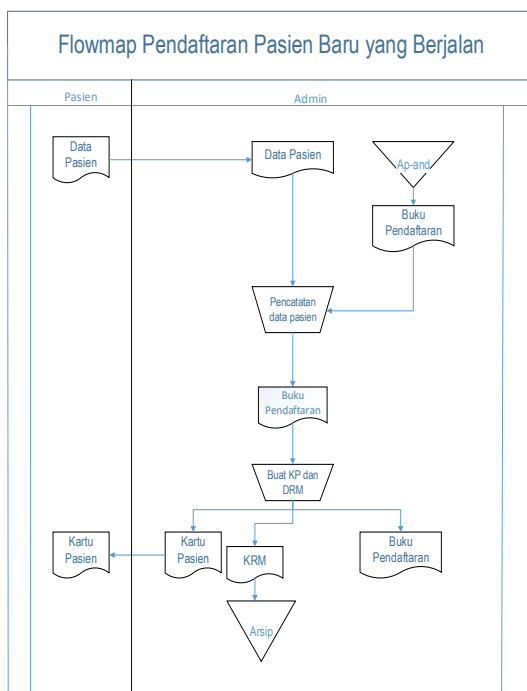 Flowmap Pendaftaran Pasien Baru yang Berjalan
Pasien
Admin
Data
Pasien
Data Pasien
Ap-and
Buku
Pendaftaran
Pencatatan
data pasien
Buku
Pendaftaran
Buat KP dan
DRM
Kartu
Pasien
Kartu
Pasien
KRM
Buku
Pendaftaran
Arsip